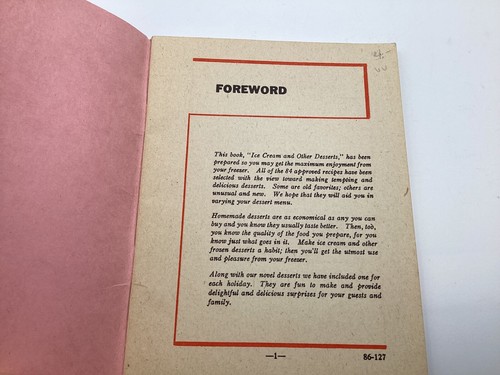 FOREWORD
This book, "Ice Cream and Other Desserts," has been
prepared so you may get the maximum enjoyment from
your freezer. All of the 84 approved recipes have been
selected with the view toward making tempting and
delicious desserts. Some are old favorites; others are
unusual and new. We hope that they will aid you in
varying your dessert menu.
Homemade desserts are as economical as any you can
buy and you know they usually taste better. Then, too,
you know the quality of the food you prepare, for you
know just what goes in it. Make ice cream and other
frozen desserts a habit; then you'll get the utmost use
and pleasure from your freezer.
Along with our novel desserts we have included one for
each holiday. They are fun to make and provide
delightful and delicious surprises for your guests and
family.
—1—
86-127